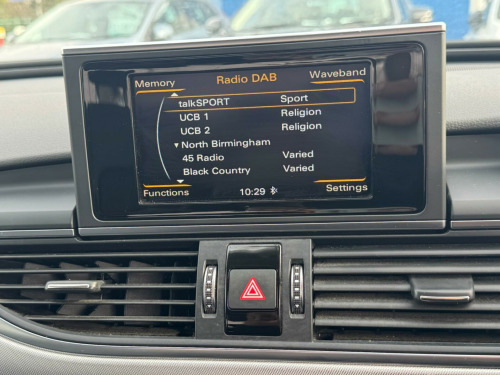 Memory Radio DAB Waveband
talkSPORT Sport
UCB 1 Religion
UCB 2 Religion
North Birmingham
45 Radio Varied
Black Country Varied
Functions 10:29 Settings